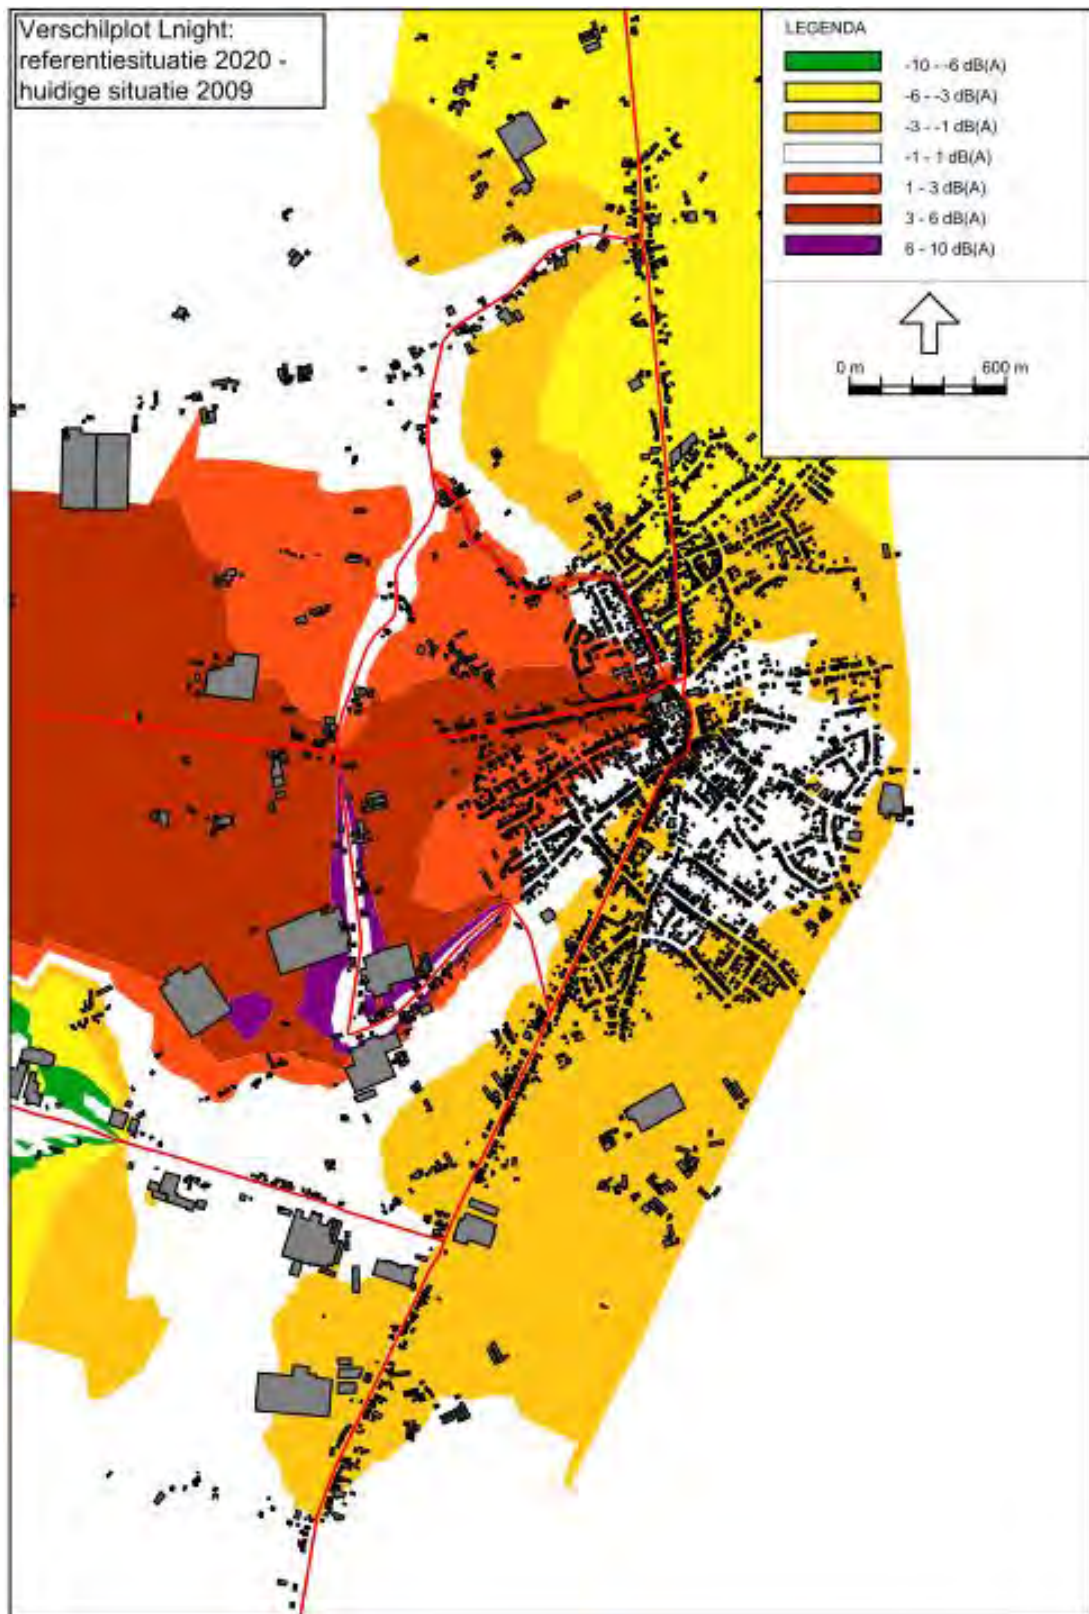 Verschilplot Lnight:
referentiesituatie 2020 -
huidige situatie 2009
LEGENDA
-10 - -6 dB(A)
-6 - -3 dB(A)
-3 - -1 dB(A)
-1 - 1 dB(A)
1 - 3 dB(A)
3 - 6 dB(A)
6 - 10 dB(A)
0 m 600 m